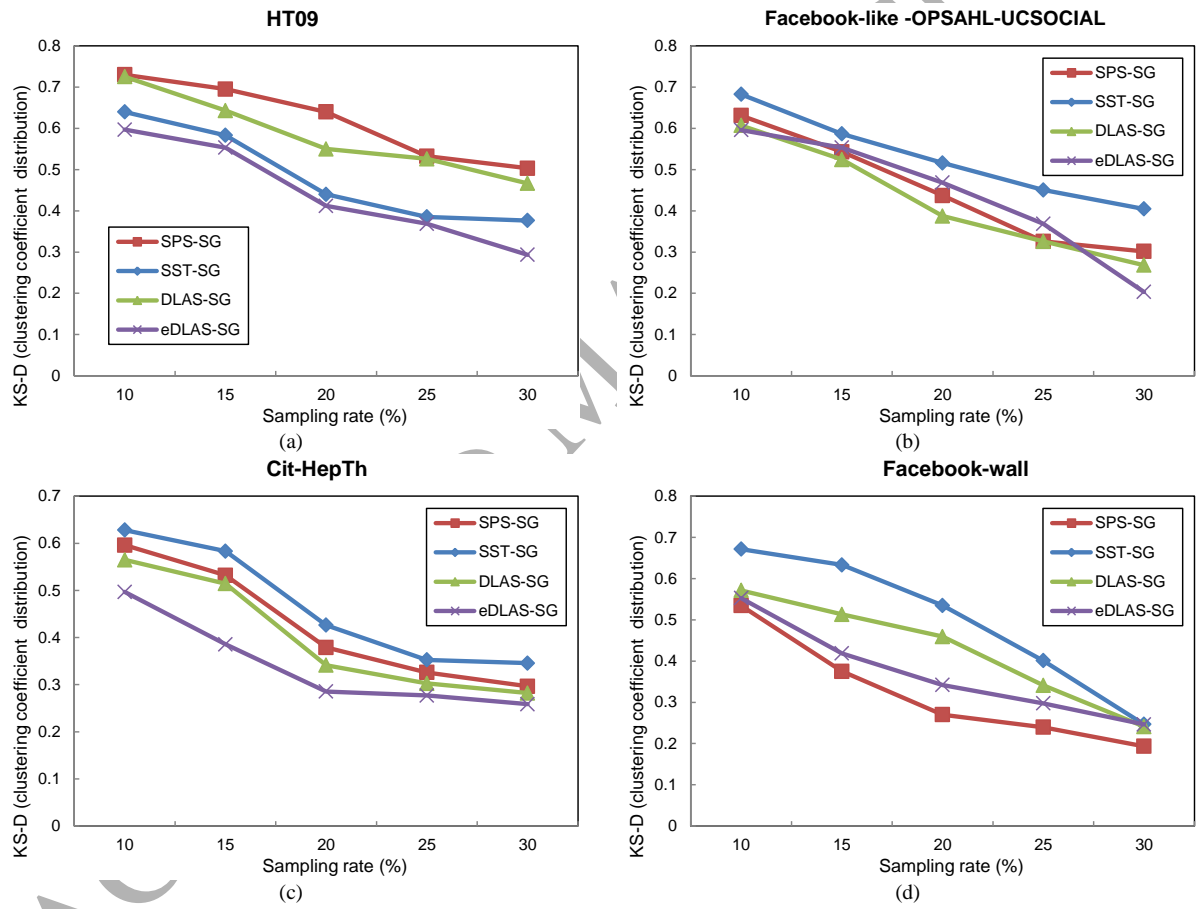 HT09
KS-D (clustering coefficient distribution)
0.8
0.7
0.6
0.5
0.4
0.3
0.2
0.1
0
SPS-SG
SST-SG
DLAS-SG
eDLAS-SG
10 15 20 25 30
Sampling rate (%)
(a)
Facebook-like -OPSAHL-UCSOCIAL
KS-D (clustering coefficient distribution)
0.8
0.7
0.6
0.5
0.4
0.3
0.2
0.1
0
SPS-SG
SST-SG
DLAS-SG
eDLAS-SG
10 15 20 25 30
Sampling rate (%)
(b)
Cit-HepTh
KS-D (clustering coefficient distribution)
0.7
0.6
0.5
0.4
0.3
0.2
0.1
0
SPS-SG
SST-SG
DLAS-SG
eDLAS-SG
10 15 20 25 30
Sampling rate (%)
(c)
Facebook-wall
KS-D (clustering coefficient distribution)
0.8
0.7
0.6
0.5
0.4
0.3
0.2
0.1
0
SPS-SG
SST-SG
DLAS-SG
eDLAS-SG
10 15 20 25 30
Sampling rate (%)
(d)